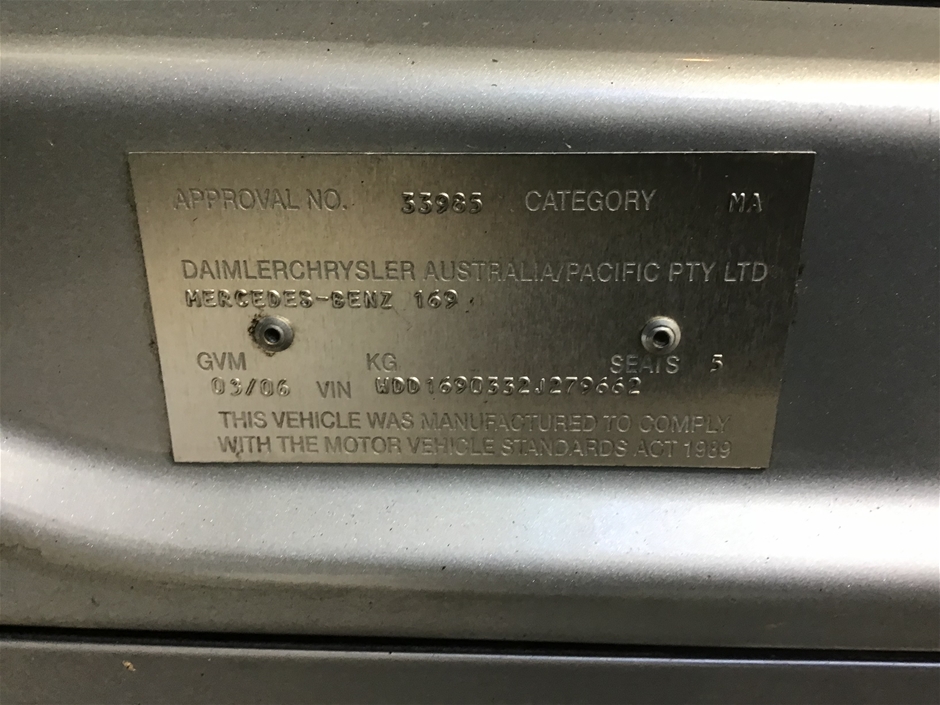 APPROVAL NO. 33985 CATEGORY MA
DAIMLERCHRYSLER AUSTRALIA/PACIFIC PTY LTD
MERCEDES-BENZ 169
GVM KG SEATS 5
03/06 VIN WDD1690332J279662
THIS VEHICLE WAS MANUFACTURED TO COMPLY
WITH THE MOTOR VEHICLE STANDARDS ACT 1989